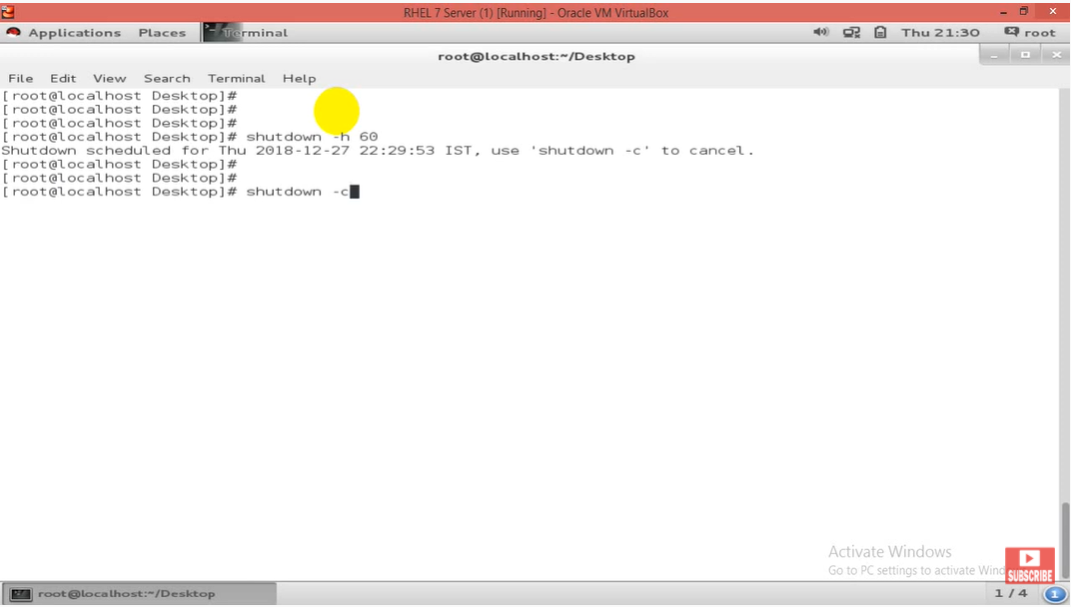 RHEL 7 Server (1) [Running] - Oracle VM VirtualBox
Applications Places Terminal Thu 21:30 root
root@localhost:~/Desktop
File Edit View Search Terminal Help
[root@localhost Desktop]#
[root@localhost Desktop]#
[root@localhost Desktop]#
[root@localhost Desktop]# shutdown -h 60
Shutdown scheduled for Thu 2018-12-27 22:29:53 IST, use 'shutdown -c' to cancel.
[root@localhost Desktop]#
[root@localhost Desktop]#
[root@localhost Desktop]# shutdown -c
Activate Windows
Go to PC settings to activate Wind
SUBSCRIBE
root@localhost:~/Desktop 1 / 4 1